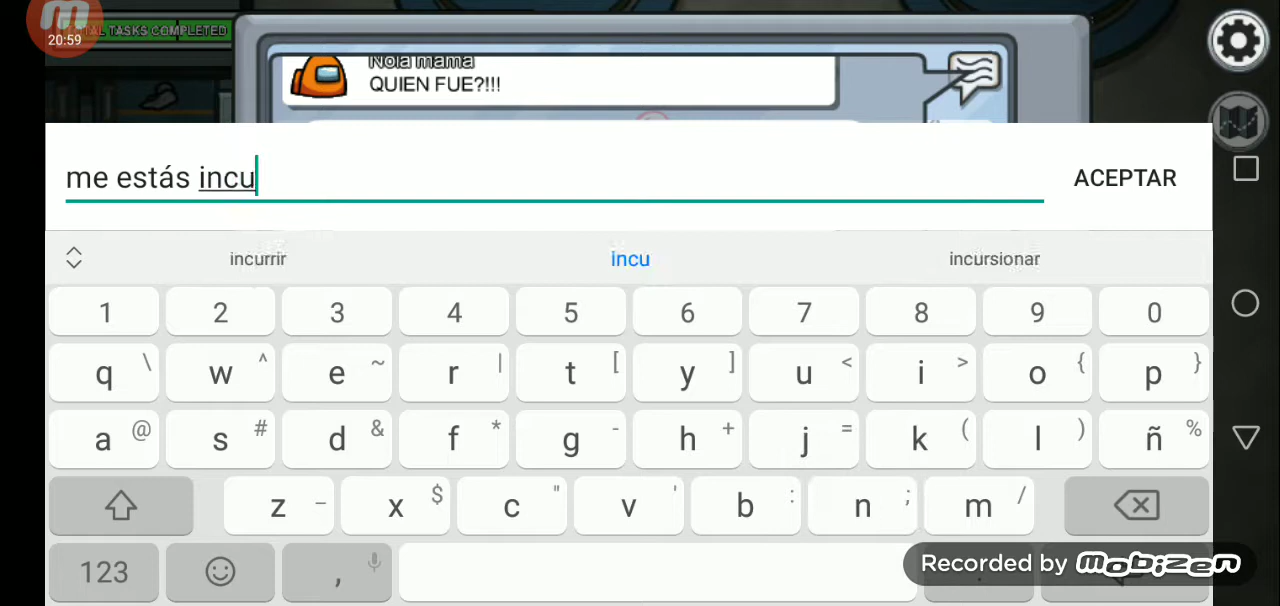 20:59
TOTAL TASKS COMPLETED
Nola mama
QUIEN FUE?!!!
me estás incu
ACEPTAR
incurrir incu incursionar
1 2 3 4 5 6 7 8 9 0
q \ w ^ e ~ r | t [ y ] u < i > o { p }
a @ s # d & f * g - h + j = k ( l ) ñ %
z _ x $ c " v ' b : n ; m /
123 , .
Recorded by mobizen